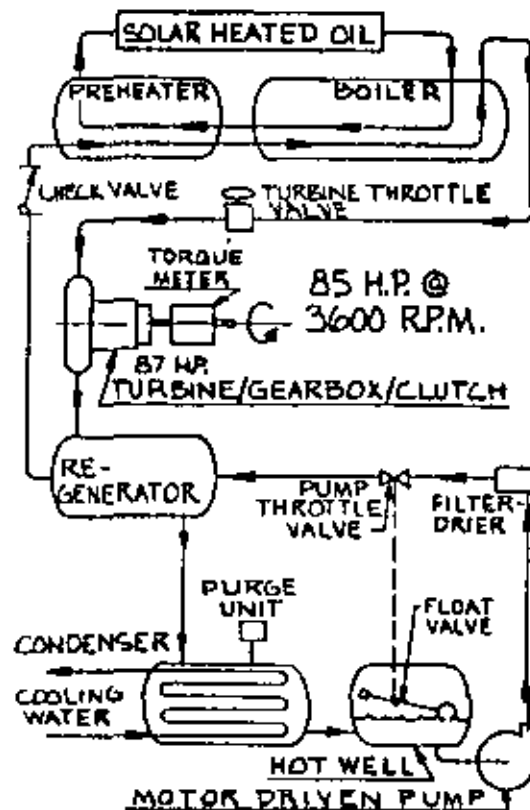 SOLAR HEATED OIL
PREHEATER
BOILER
CHECK VALVE
TURBINE THROTTLE
VALVE
TORQUE
METER
85 H.P. @
3600 R.P.M.
87 H.P.
TURBINE/GEARBOX/CLUTCH
RE-
GENERATOR
PUMP
THROTTLE
VALVE
FILTER-
DRIER
PURGE
UNIT
FLOAT
VALVE
CONDENSER
COOLING
WATER
HOT WELL
MOTOR DRIVEN PUMP